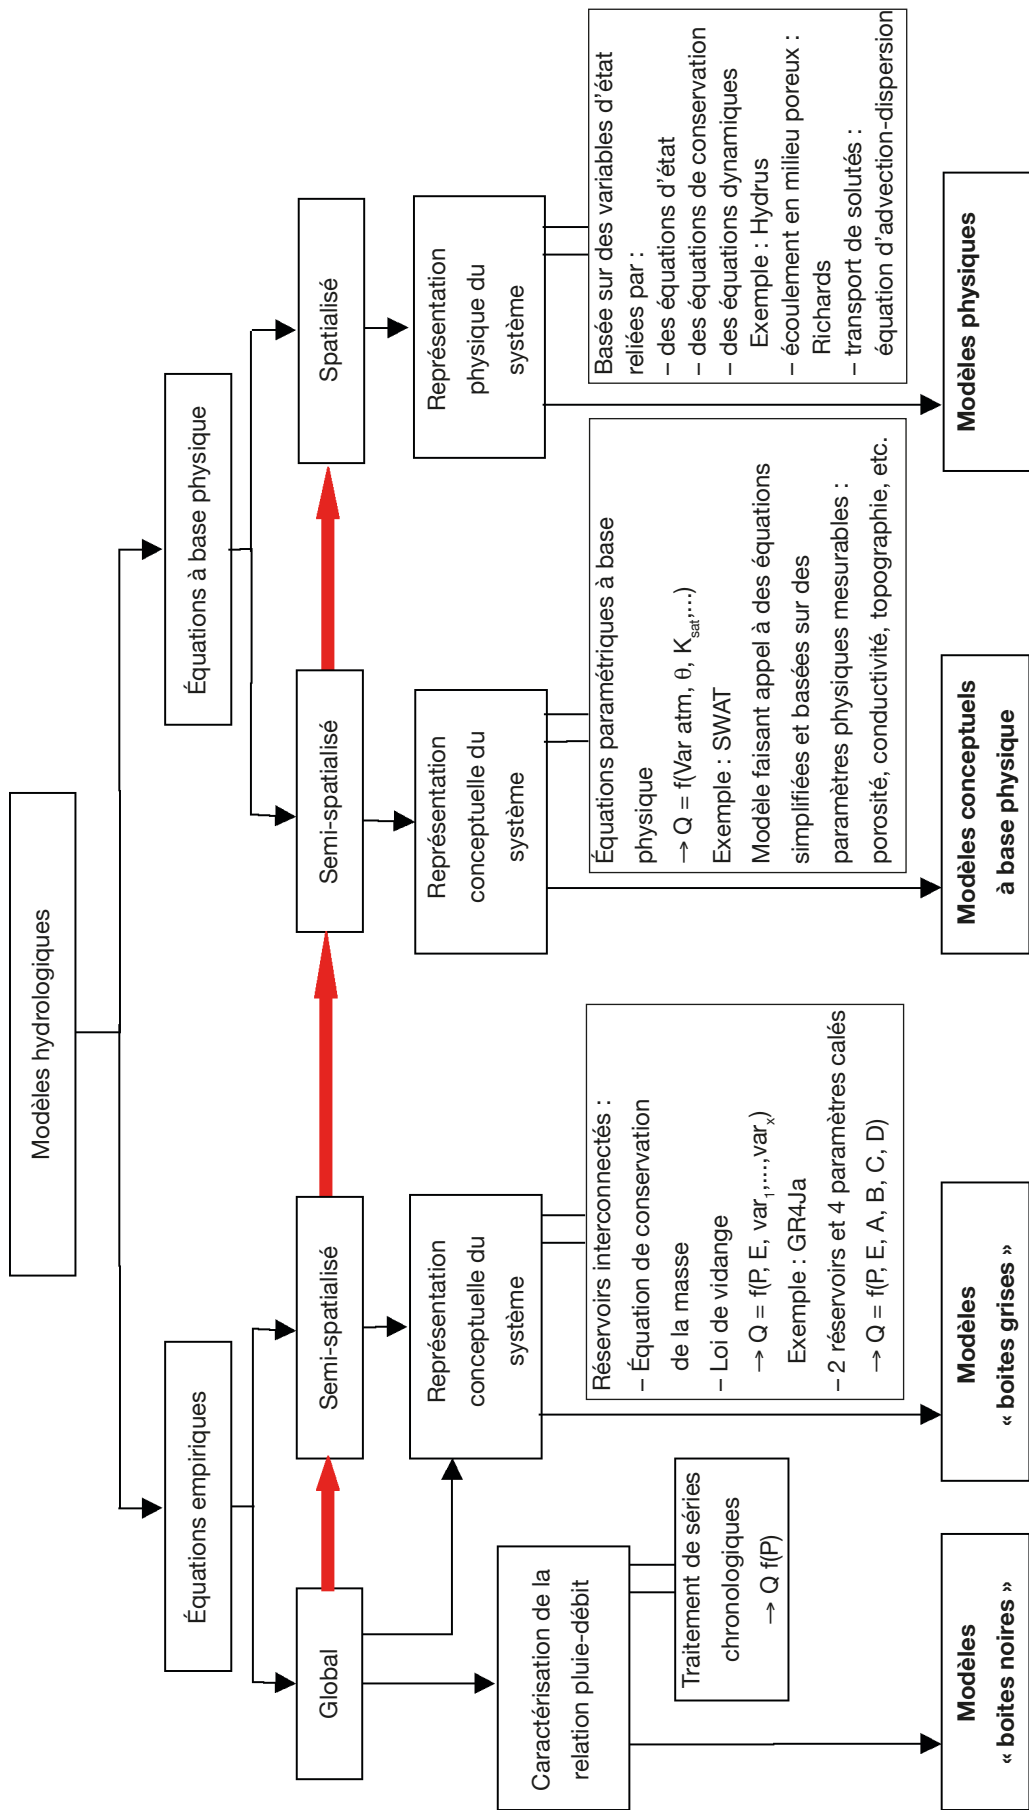 Modèles hydrologiques
Équations empiriques
Équations à base physique
Global
Semi-spatialisé
Semi-spatialisé
Spatialisé
Caractérisation de la
relation pluie-débit
Représentation
conceptuelle du
système
Représentation
conceptuelle du
système
Représentation
physique du
système
Traitement de séries
chronologiques
→ Q f(P)
Réservoirs interconnectés :
– Équation de conservation
de la masse
– Loi de vidange
→ Q = f(P, E, var₁,...,varₓ)
Exemple : GR4Ja
– 2 réservoirs et 4 paramètres calés
→ Q = f(P, E, A, B, C, D)
Équations paramétriques à base
physique
→ Q = f(Var atm, θ, K_sat,...)
Exemple : SWAT
Modèle faisant appel à des équations
simplifiées et basées sur des
paramètres physiques mesurables :
porosité, conductivité, topographie, etc.
Basée sur des variables d’état
reliées par :
– des équations d’état
– des équations de conservation
– des équations dynamiques
Exemple : Hydrus
– écoulement en milieu poreux :
Richards
– transport de solutés :
équation d’advection-dispersion
Modèles
« boites noires »
Modèles
« boites grises »
Modèles conceptuels
à base physique
Modèles physiques